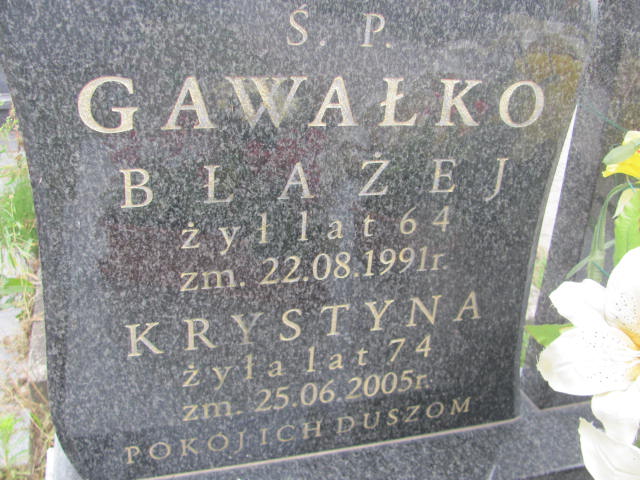 Ś. P.
GAWAŁKO
BŁAŻEJ
żył lat 64
zm. 22.08.1991r.
KRYSTYNA
żyła lat 74
zm. 25.06.2005r.
POKÓJ ICH DUSZOM